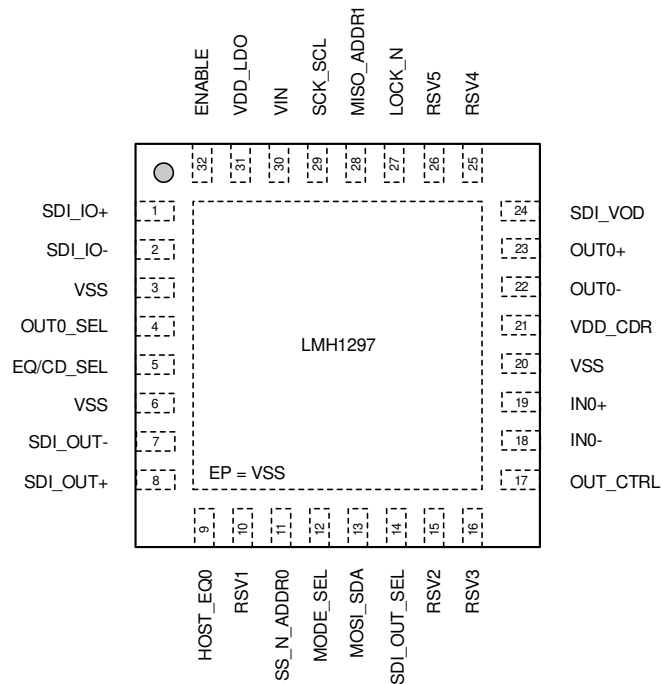 ENABLE
VDD_LDO
VIN
SCK_SCL
MISO_ADDR1
LOCK_N
RSV5
RSV4
32
31
30
29
28
27
26
25
SDI_IO+ 1
SDI_IO- 2
VSS 3
OUT0_SEL 4
EQ/CD_SEL 5
VSS 6
SDI_OUT- 7
SDI_OUT+ 8
24 SDI_VOD
23 OUT0+
22 OUT0-
21 VDD_CDR
20 VSS
19 IN0+
18 IN0-
17 OUT_CTRL
LMH1297
EP = VSS
9
10
11
12
13
14
15
16
HOST_EQ0
RSV1
SS_N_ADDR0
MODE_SEL
MOSI_SDA
SDI_OUT_SEL
RSV2
RSV3